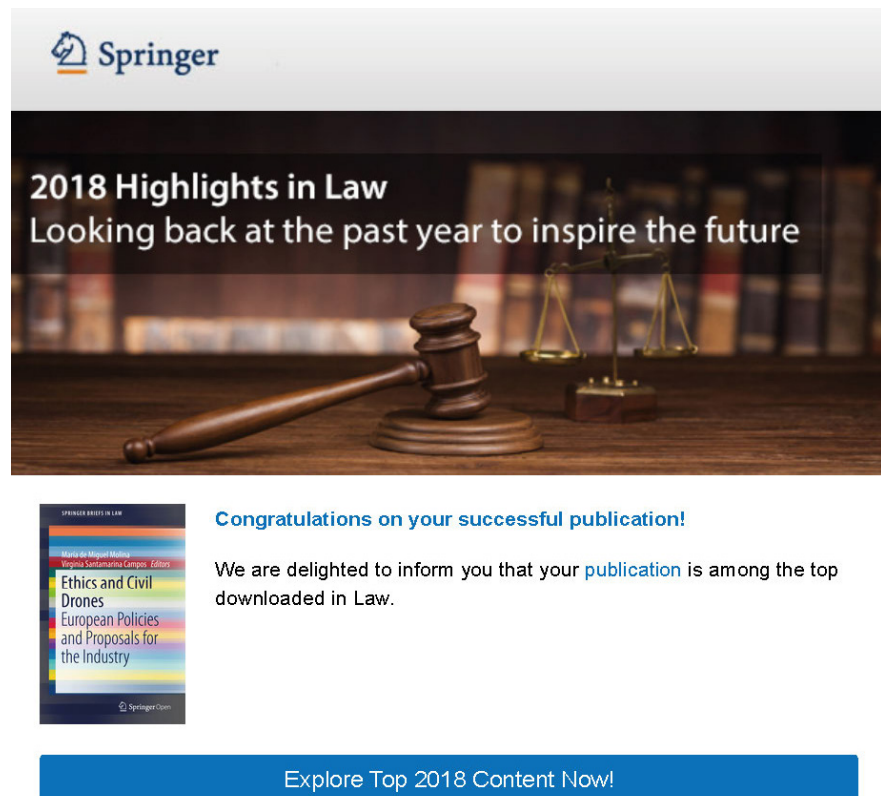 Springer
2018 Highlights in Law
Looking back at the past year to inspire the future
SPRINGER BRIEFS IN LAW
María de Miguel Molina
Virginia Santamarina Campos Editors
Ethics and Civil
Drones
European Policies
and Proposals for
the Industry
Springer Open
Congratulations on your successful publication!
We are delighted to inform you that your publication is among the top
downloaded in Law.
Explore Top 2018 Content Now!